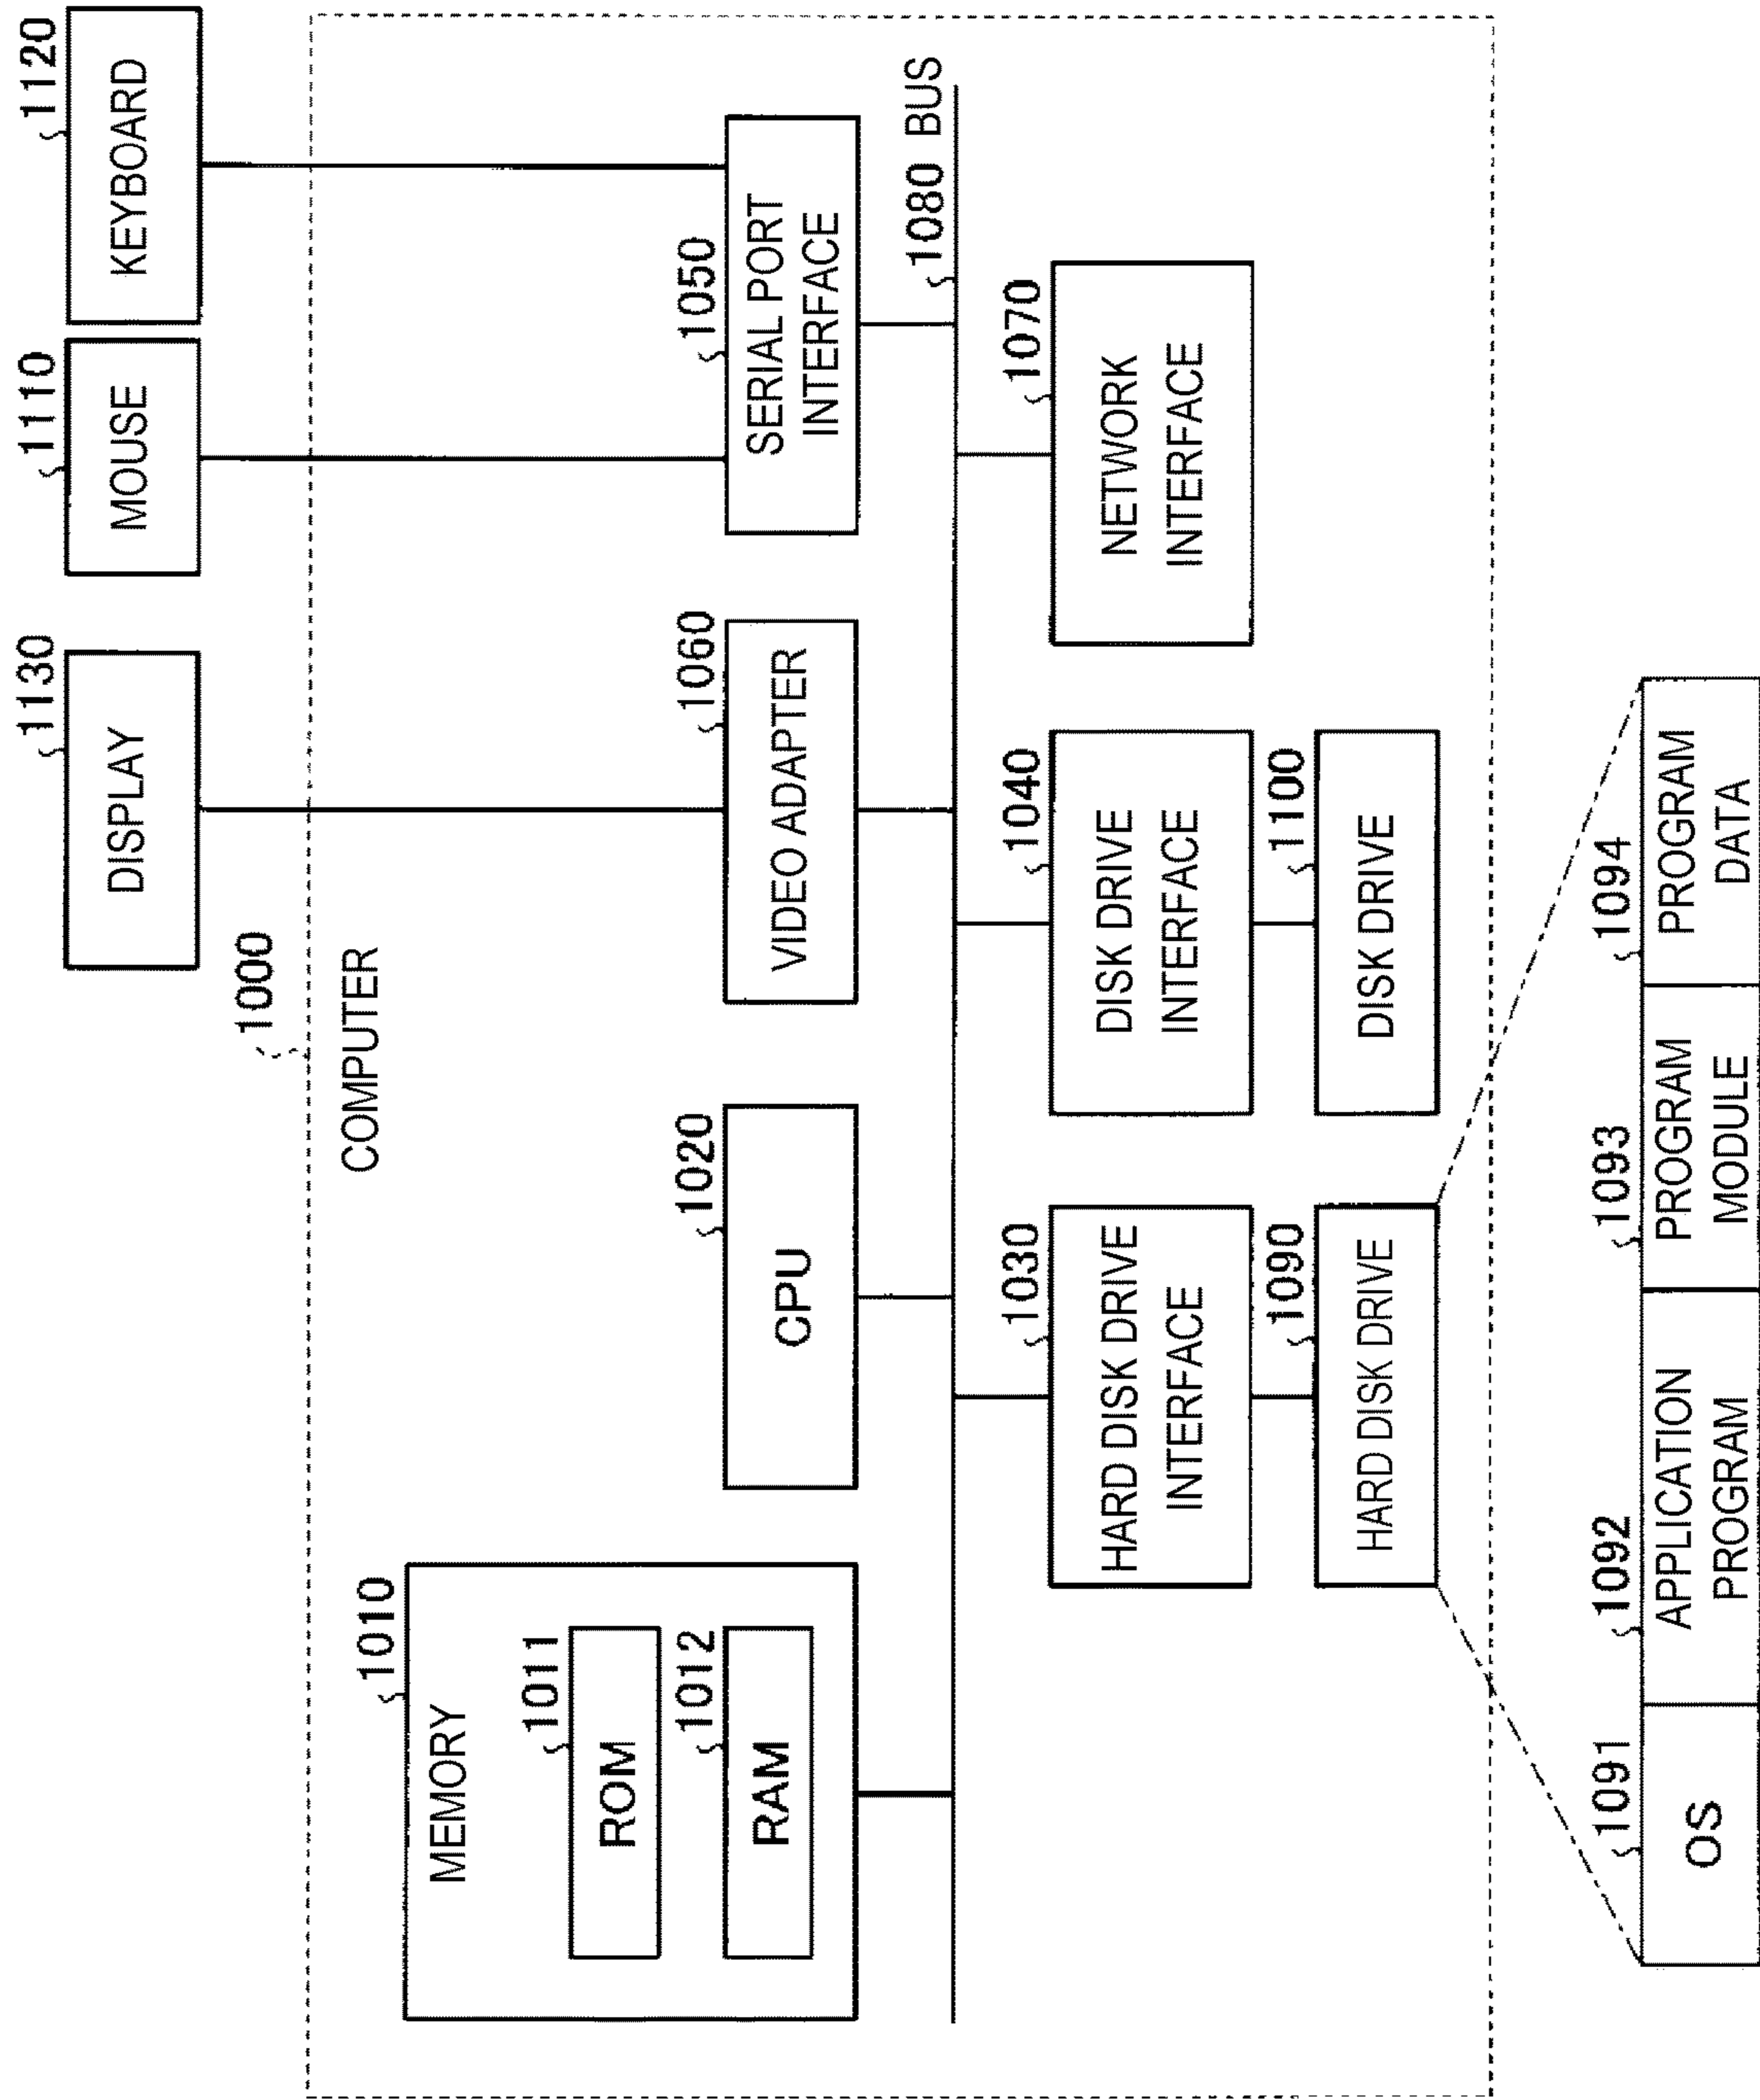 1000
COMPUTER
1010
MEMORY
1011
ROM
1012
RAM
1020
CPU
1130
DISPLAY
1060
VIDEO ADAPTER
1110
MOUSE
1120
KEYBOARD
1050
SERIAL PORT
INTERFACE
1080 BUS
1030
HARD DISK DRIVE
INTERFACE
1090
HARD DISK DRIVE
1040
DISK DRIVE
INTERFACE
1100
DISK DRIVE
1070
NETWORK
INTERFACE
1091
OS
1092
APPLICATION
PROGRAM
1093
PROGRAM
MODULE
1094
PROGRAM
DATA